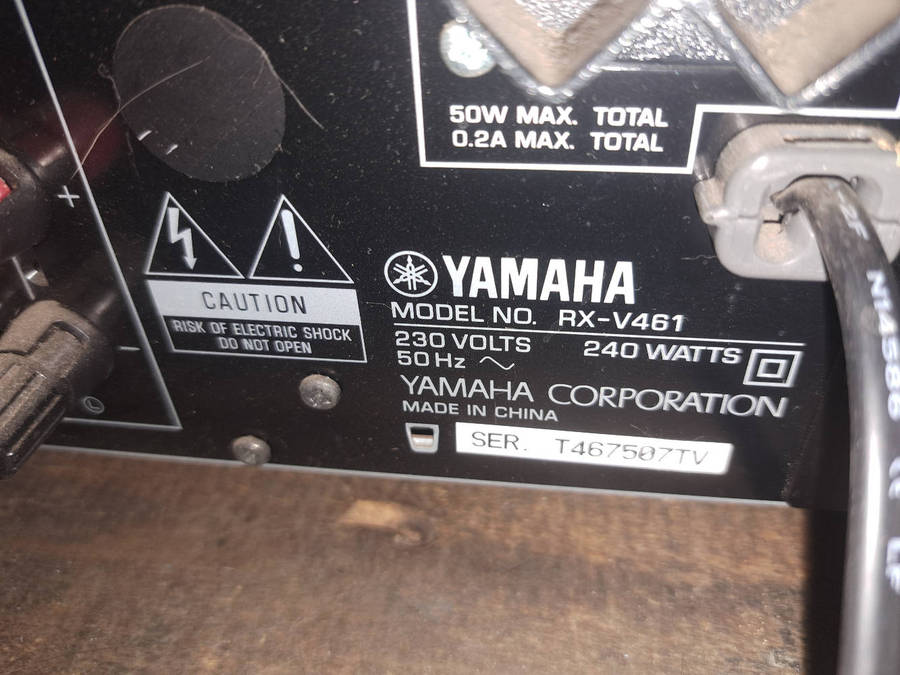 50W MAX. TOTAL
0.2A MAX. TOTAL
+
CAUTION
RISK OF ELECTRIC SHOCK
DO NOT OPEN
−
YAMAHA
MODEL NO. RX-V461
230 VOLTS 240 WATTS
50 Hz ~
YAMAHA CORPORATION
MADE IN CHINA
SER. T467507TV